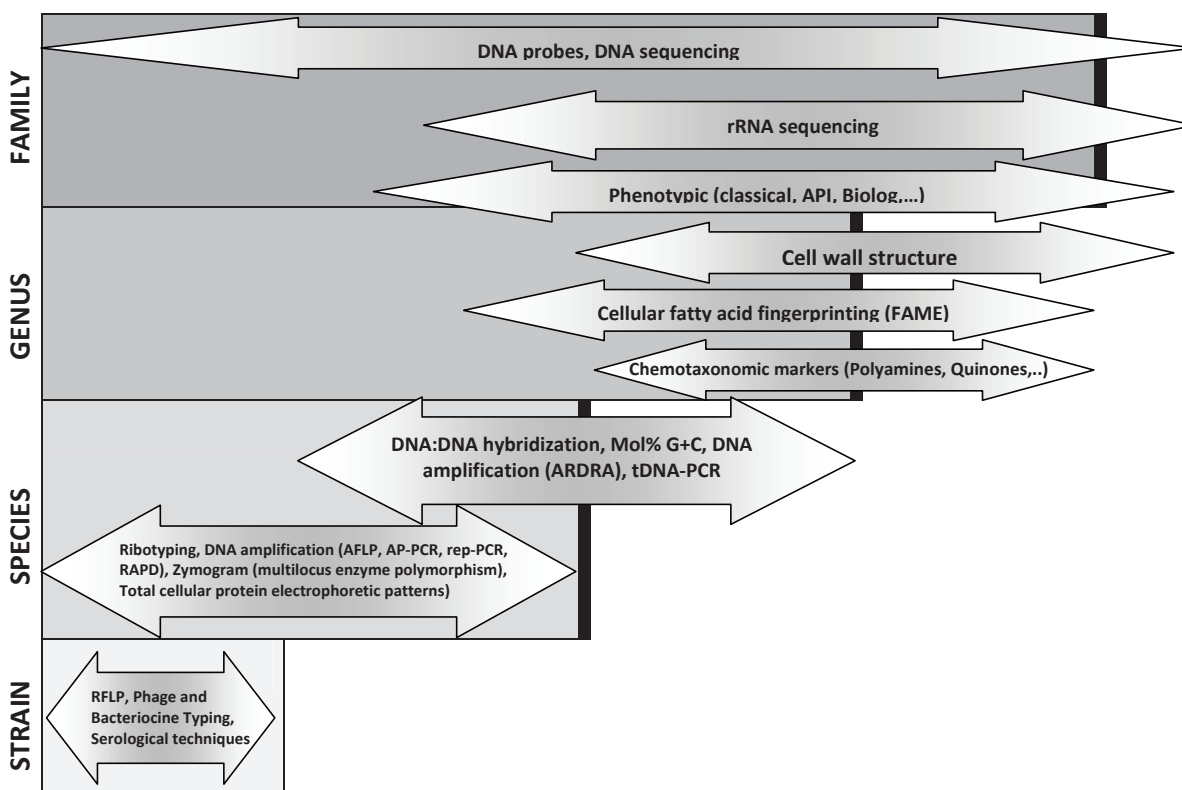 FAMILY
DNA probes, DNA sequencing
rRNA sequencing
Phenotypic (classical, API, Biolog,...)
GENUS
Cell wall structure
Cellular fatty acid fingerprinting (FAME)
Chemotaxonomic markers (Polyamines, Quinones,..)
SPECIES
DNA:DNA hybridization, Mol% G+C, DNA
amplification (ARDRA), tDNA-PCR
Ribotyping, DNA amplification (AFLP, AP-PCR, rep-PCR,
RAPD), Zymogram (multilocus enzyme polymorphism),
Total cellular protein electrophoretic patterns)
STRAIN
RFLP, Phage and
Bacteriocine Typing,
Serological techniques